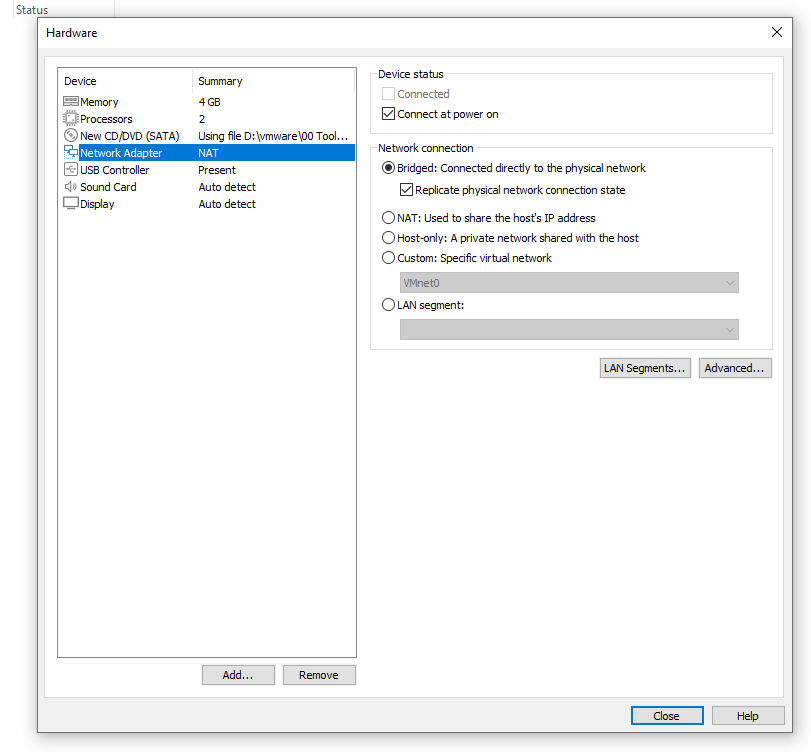 Status
Hardware
Device Summary
Memory 4 GB
Processors 2
New CD/DVD (SATA) Using file D:\vmware\00 Tool...
Network Adapter NAT
USB Controller Present
Sound Card Auto detect
Display Auto detect
Add...
Remove
Device status
Connected
Connect at power on
Network connection
Bridged: Connected directly to the physical network
Replicate physical network connection state
NAT: Used to share the host's IP address
Host-only: A private network shared with the host
Custom: Specific virtual network
VMnet0
LAN segment:
LAN Segments...
Advanced...
Close
Help